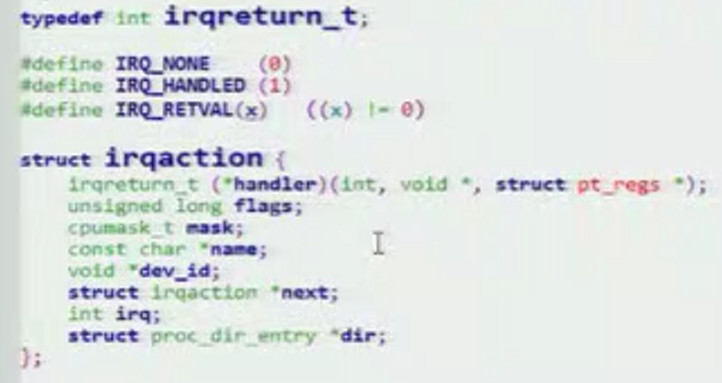 typedef int irqreturn_t;
#define IRQ_NONE (0)
#define IRQ_HANDLED (1)
#define IRQ_RETVAL(x) ((x) != 0)
struct irqaction {
irqreturn_t (*handler)(int, void *, struct pt_regs *);
unsigned long flags;
cpumask_t mask;
const char *name;
void *dev_id;
struct irqaction *next;
int irq;
struct proc_dir_entry *dir;
};